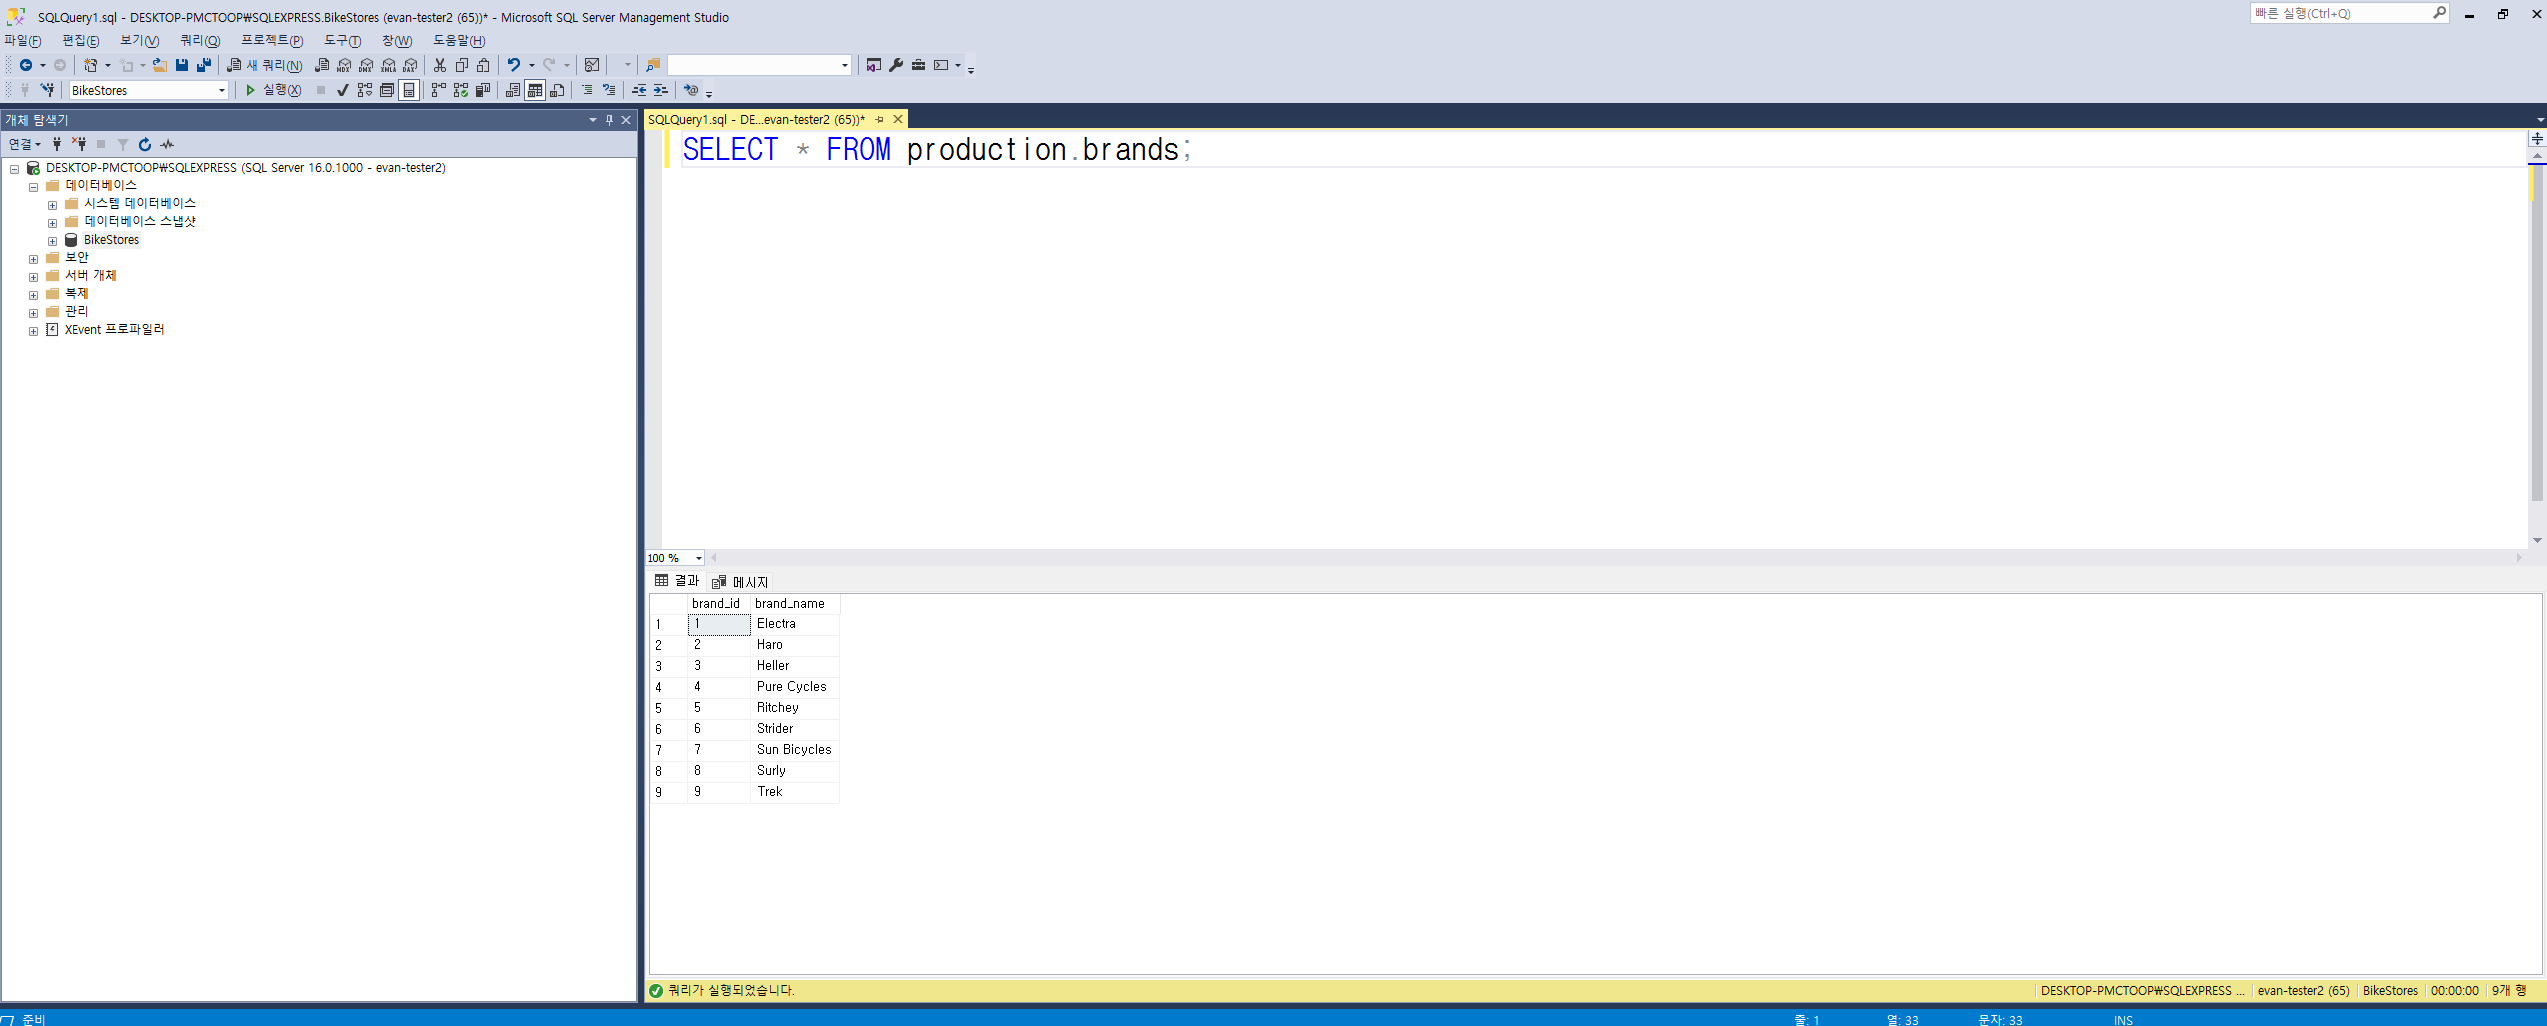 SQLQuery1.sql - DESKTOP-PMCTOOP₩SQLEXPRESS.BikeStores (evan-tester2 (65))* - Microsoft SQL Server Management Studio
빠른 실행(Ctrl+Q)
파일(F) 편집(E) 보기(V) 쿼리(Q) 프로젝트(P) 도구(T) 창(W) 도움말(H)
새 쿼리(N) MDX DMX XMLA DAX
BikeStores 실행(X)
개체 탐색기
연결
DESKTOP-PMCTOOP₩SQLEXPRESS (SQL Server 16.0.1000 - evan-tester2)
데이터베이스
시스템 데이터베이스
데이터베이스 스냅샷
BikeStores
보안
서버 개체
복제
관리
XEvent 프로파일러
SQLQuery1.sql - DE...evan-tester2 (65))*
SELECT * FROM production.brands;
100 %
결과 메시지
brand_id brand_name
1 1 Electra
2 2 Haro
3 3 Heller
4 4 Pure Cycles
5 5 Ritchey
6 6 Strider
7 7 Sun Bicycles
8 8 Surly
9 9 Trek
쿼리가 실행되었습니다.
DESKTOP-PMCTOOP₩SQLEXPRESS ... evan-tester2 (65) BikeStores 00:00:00 9개 행
준비 줄: 1 열: 33 문자: 33 INS